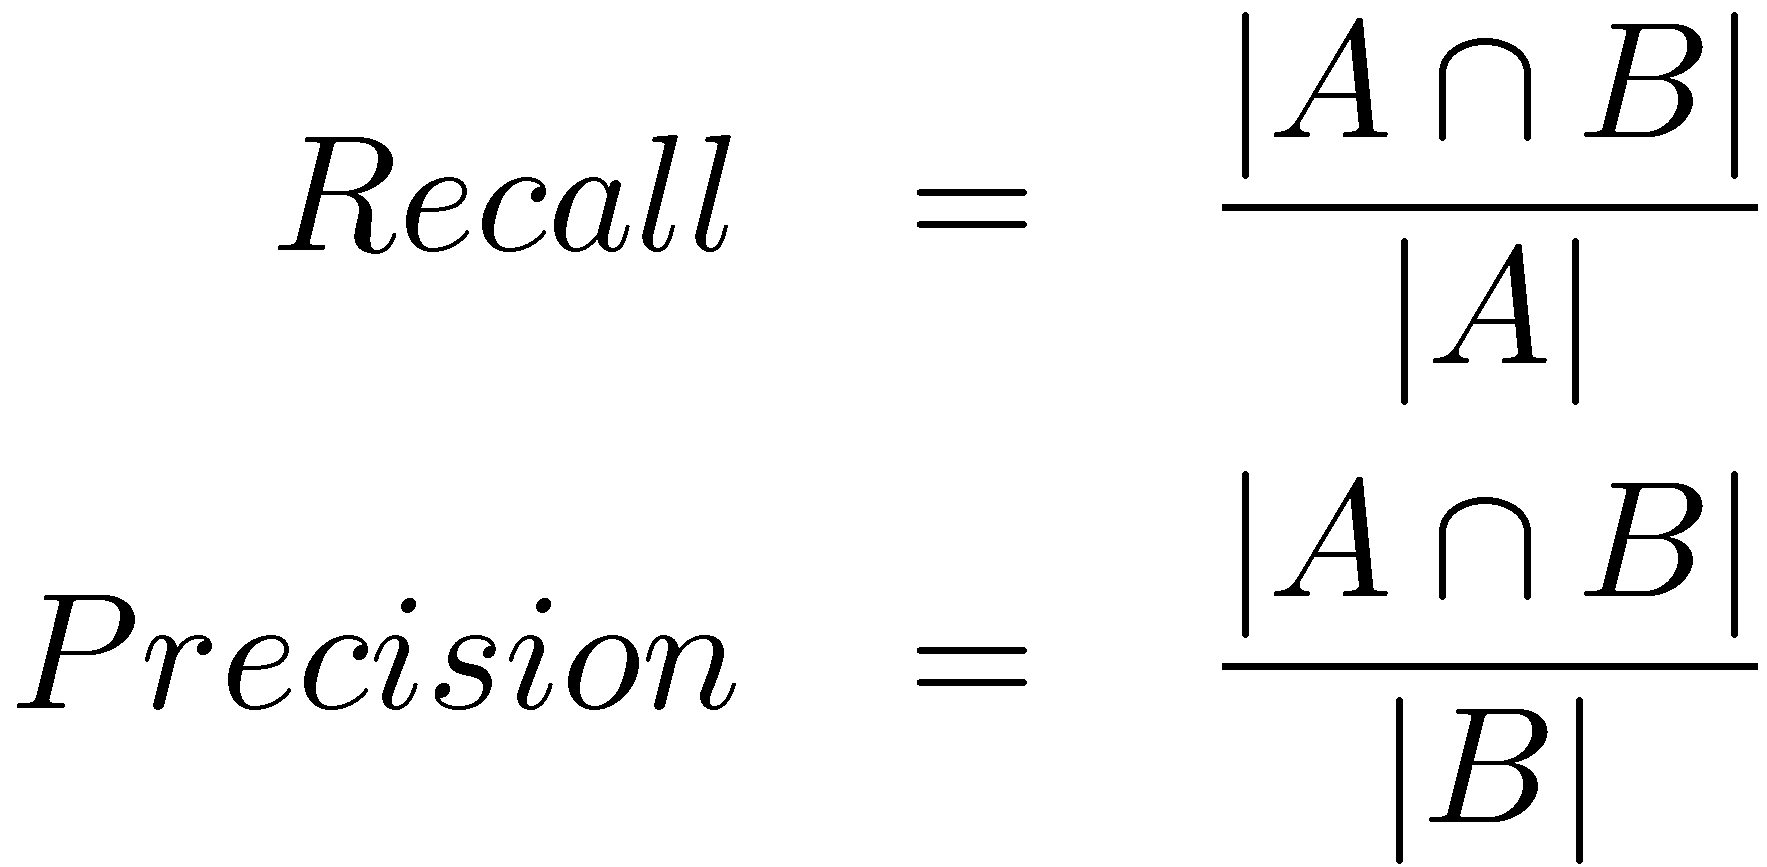 Recall = |A ∩ B| / |A|
Precision = |A ∩ B| / |B|